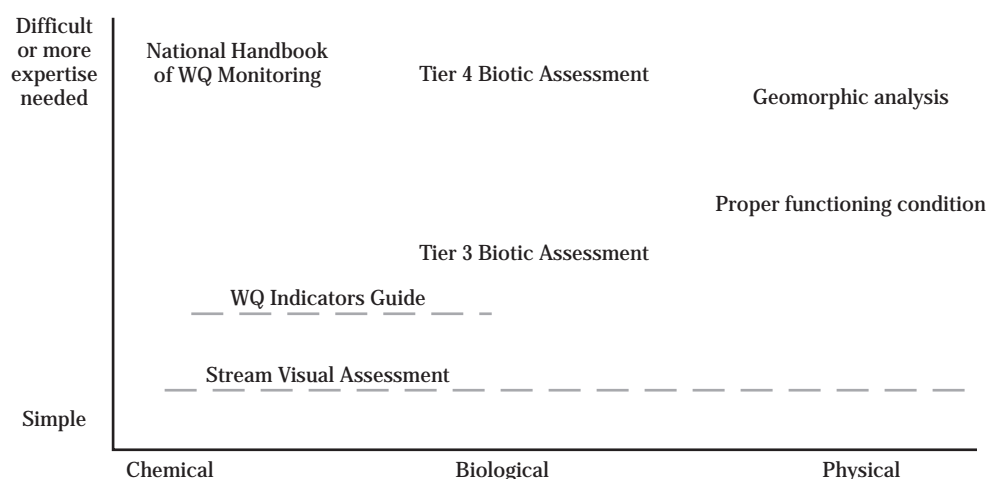 Difficult
or more
expertise
needed
National Handbook
of WQ Monitoring
Tier 4 Biotic Assessment
Geomorphic analysis
Proper functioning condition
Tier 3 Biotic Assessment
WQ Indicators Guide
Stream Visual Assessment
Simple
Chemical
Biological
Physical